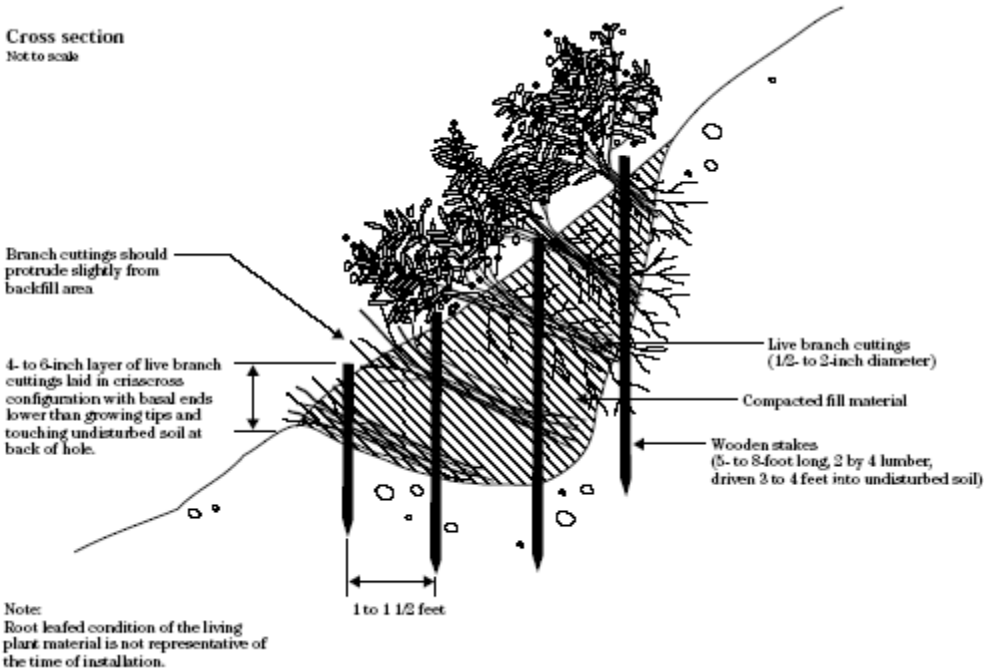 Cross section
Not to scale
Branch cuttings should
protrude slightly from
backfill area
4- to 6-inch layer of live branch
cuttings laid in crisscross
configuration with basal ends
lower than growing tips and
touching undisturbed soil at
back of hole.
Live branch cuttings
(1/2- to 2-inch diameter)
Compacted fill material
Wooden stakes
(5- to 8-foot long, 2 by 4 lumber,
driven 3 to 4 feet into undisturbed soil)
1 to 1 1/2 feet
Note:
Root leafed condition of the living
plant material is not representative of
the time of installation.